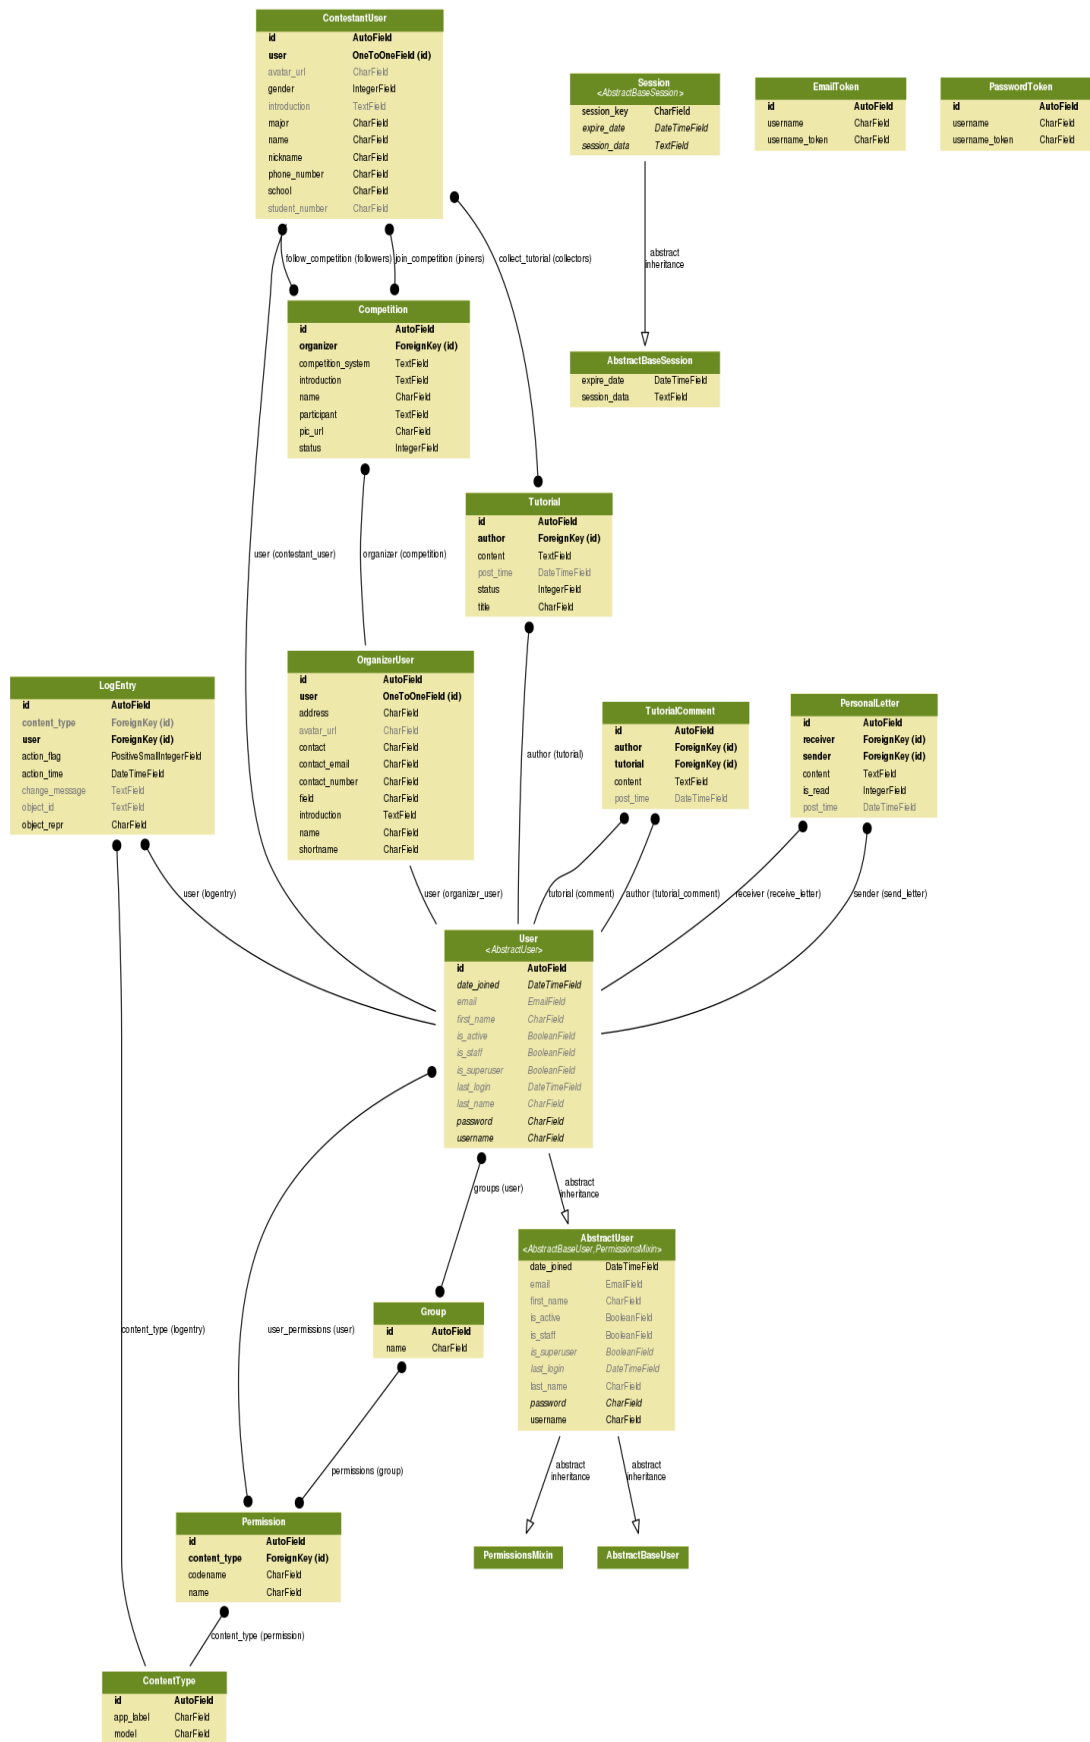 ContestantUser
id AutoField
user OneToOneField (id)
avatar_url CharField
gender IntegerField
introduction TextField
major CharField
name CharField
nickname CharField
phone_number CharField
school CharField
student_number CharField
Session
<AbstractBaseSession>
session_key CharField
expire_date DateTimeField
session_data TextField
EmailToken
id AutoField
username CharField
username_token CharField
PasswordToken
id AutoField
username CharField
username_token CharField
follow_competition (followers)
join_competition (joiners)
collect_tutorial (collectors)
abstract
inheritance
Competition
id AutoField
organizer ForeignKey (id)
competition_system TextField
introduction TextField
name CharField
participant TextField
pic_url CharField
status IntegerField
AbstractBaseSession
expire_date DateTimeField
session_data TextField
Tutorial
id AutoField
author ForeignKey (id)
content TextField
post_time DateTimeField
status IntegerField
title CharField
user (contestant_user)
organizer (competition)
OrganizerUser
id AutoField
user OneToOneField (id)
address CharField
avatar_url CharField
contact CharField
contact_email CharField
contact_number CharField
field CharField
introduction TextField
name CharField
shortname CharField
LogEntry
id AutoField
content_type ForeignKey (id)
user ForeignKey (id)
action_flag PositiveSmallIntegerField
action_time DateTimeField
change_message TextField
object_id TextField
object_repr CharField
TutorialComment
id AutoField
author ForeignKey (id)
tutorial ForeignKey (id)
content TextField
post_time DateTimeField
PersonalLetter
id AutoField
receiver ForeignKey (id)
sender ForeignKey (id)
content TextField
is_read IntegerField
post_time DateTimeField
author (tutorial)
user (logentry)
user (organizer_user)
tutorial (comment)
author (tutorial_comment)
receiver (receive_letter)
sender (send_letter)
User
<AbstractUser>
id AutoField
date_joined DateTimeField
email EmailField
first_name CharField
is_active BooleanField
is_staff BooleanField
is_superuser BooleanField
last_login DateTimeField
last_name CharField
password CharField
username CharField
groups (user)
abstract
inheritance
AbstractUser
<AbstractBaseUser,PermissionsMixin>
date_joined DateTimeField
email EmailField
first_name CharField
is_active BooleanField
is_staff BooleanField
is_superuser BooleanField
last_login DateTimeField
last_name CharField
password CharField
username CharField
Group
id AutoField
name CharField
content_type (logentry)
user_permissions (user)
permissions (group)
abstract
inheritance
abstract
inheritance
Permission
id AutoField
content_type ForeignKey (id)
codename CharField
name CharField
PermissionsMixin
AbstractBaseUser
content_type (permission)
ContentType
id AutoField
app_label CharField
model CharField